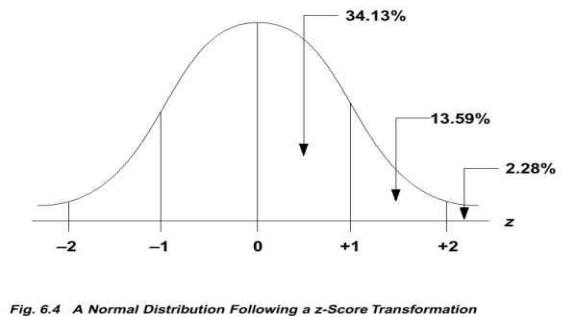 34.13%
13.59%
2.28%
z
–2 –1 0 +1 +2
Fig. 6.4 A Normal Distribution Following a z-Score Transformation